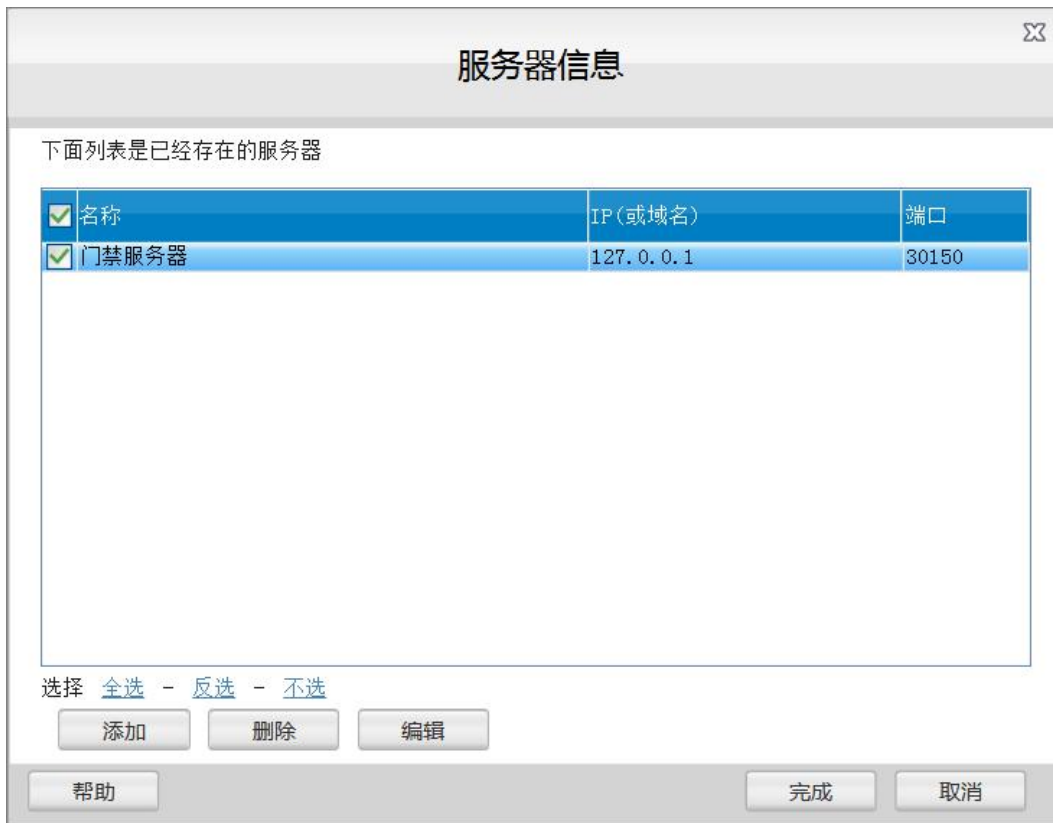 服务器信息
下面列表是已经存在的服务器
名称 IP(或域名) 端口
门禁服务器 127.0.0.1 30150
选择 全选 - 反选 - 不选
添加 删除 编辑
帮助 完成 取消